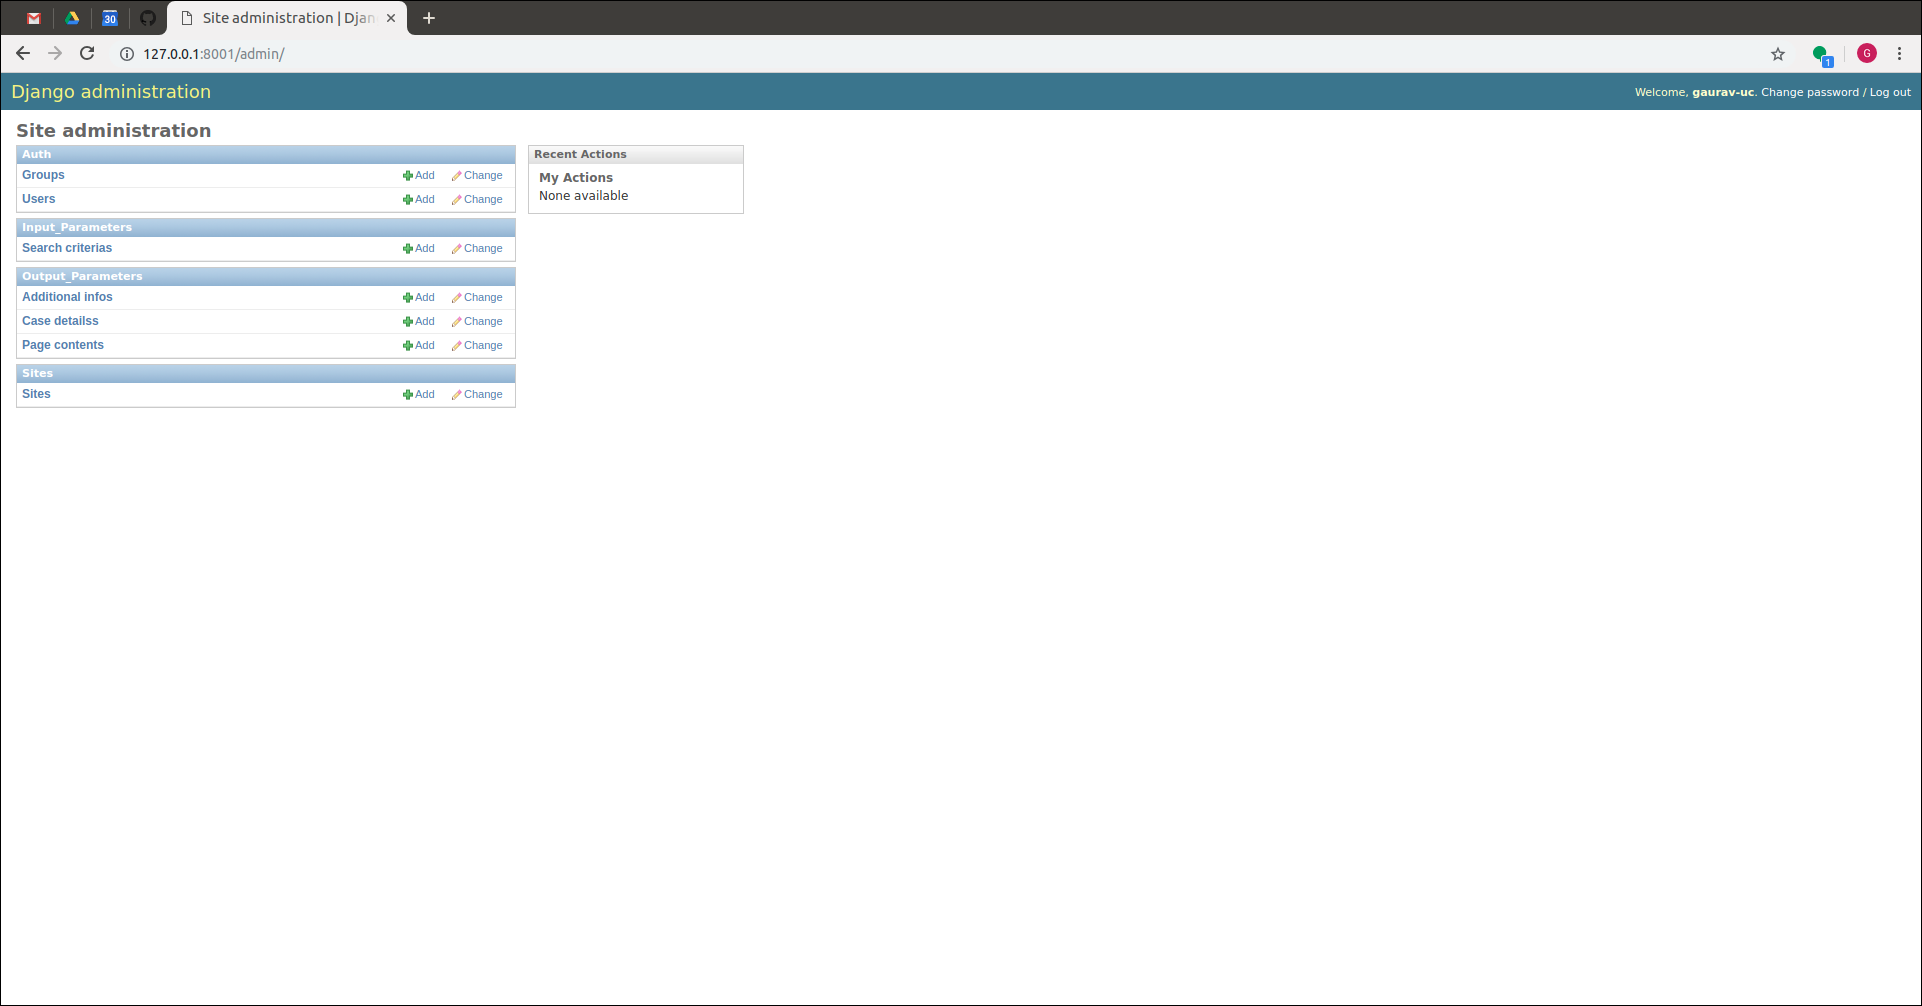 30
Site administration | Djan
127.0.0.1:8001/admin/
1
G
Django administration
Welcome, gaurav-uc. Change password / Log out
Site administration
Auth
Groups Add Change
Users Add Change
Input_Parameters
Search criterias Add Change
Output_Parameters
Additional infos Add Change
Case detailss Add Change
Page contents Add Change
Sites
Sites Add Change
Recent Actions
My Actions
None available